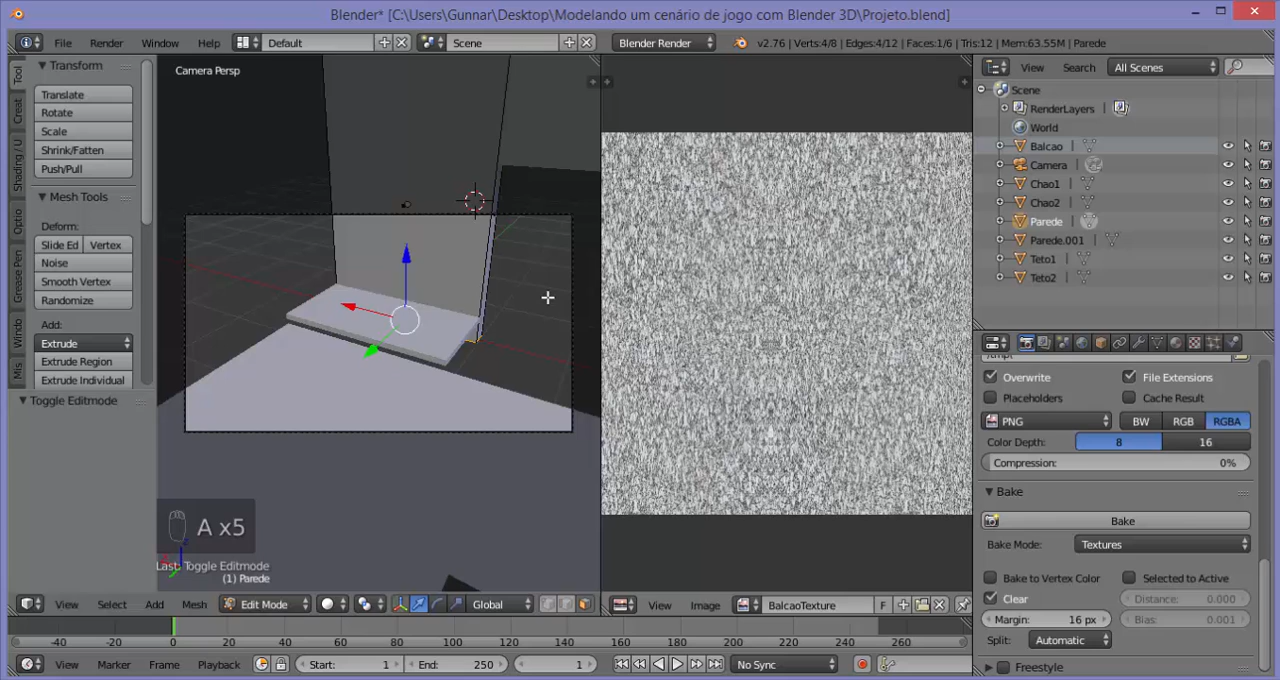 Blender* [C:\Users\Gunnar\Desktop\Modelando um cenário de jogo com Blender 3D\Projeto.blend]
File Render Window Help Default Scene Blender Render v2.76 | Verts:4/8 | Edges:4/12 | Faces:1/6 | Tris:12 | Mem:63.55M | Parede
Transform
Translate
Rotate
Scale
Shrink/Fatten
Push/Pull
Mesh Tools
Deform:
Slide Ed Vertex
Noise
Smooth Vertex
Randomize
Add:
Extrude
Extrude Region
Extrude Individual
Toggle Editmode
Tool
Creat
Shading / U
Optio
Grease Pen
Windo
Mis
Camera Persp
A x5
Last: Toggle Editmode
(1) Parede
View Select Add Mesh Edit Mode Global
View Image BalcaoTexture F
View Search All Scenes
Scene
RenderLayers
World
Balcao
Camera
Chao1
Chao2
Parede
Parede.001
Teto1
Teto2
Overwrite File Extensions
Placeholders Cache Result
PNG BW RGB RGBA
Color Depth: 8 16
Compression: 0%
Bake
Bake
Bake Mode: Textures
Bake to Vertex Color Selected to Active
Clear Distance: 0.000
Margin: 16 px Bias: 0.001
Split: Automatic
Freestyle
-40 -20 0 20 40 60 80 100 120 140 160 180 200 220 240 260
View Marker Frame Playback Start: 1 End: 250 1 No Sync